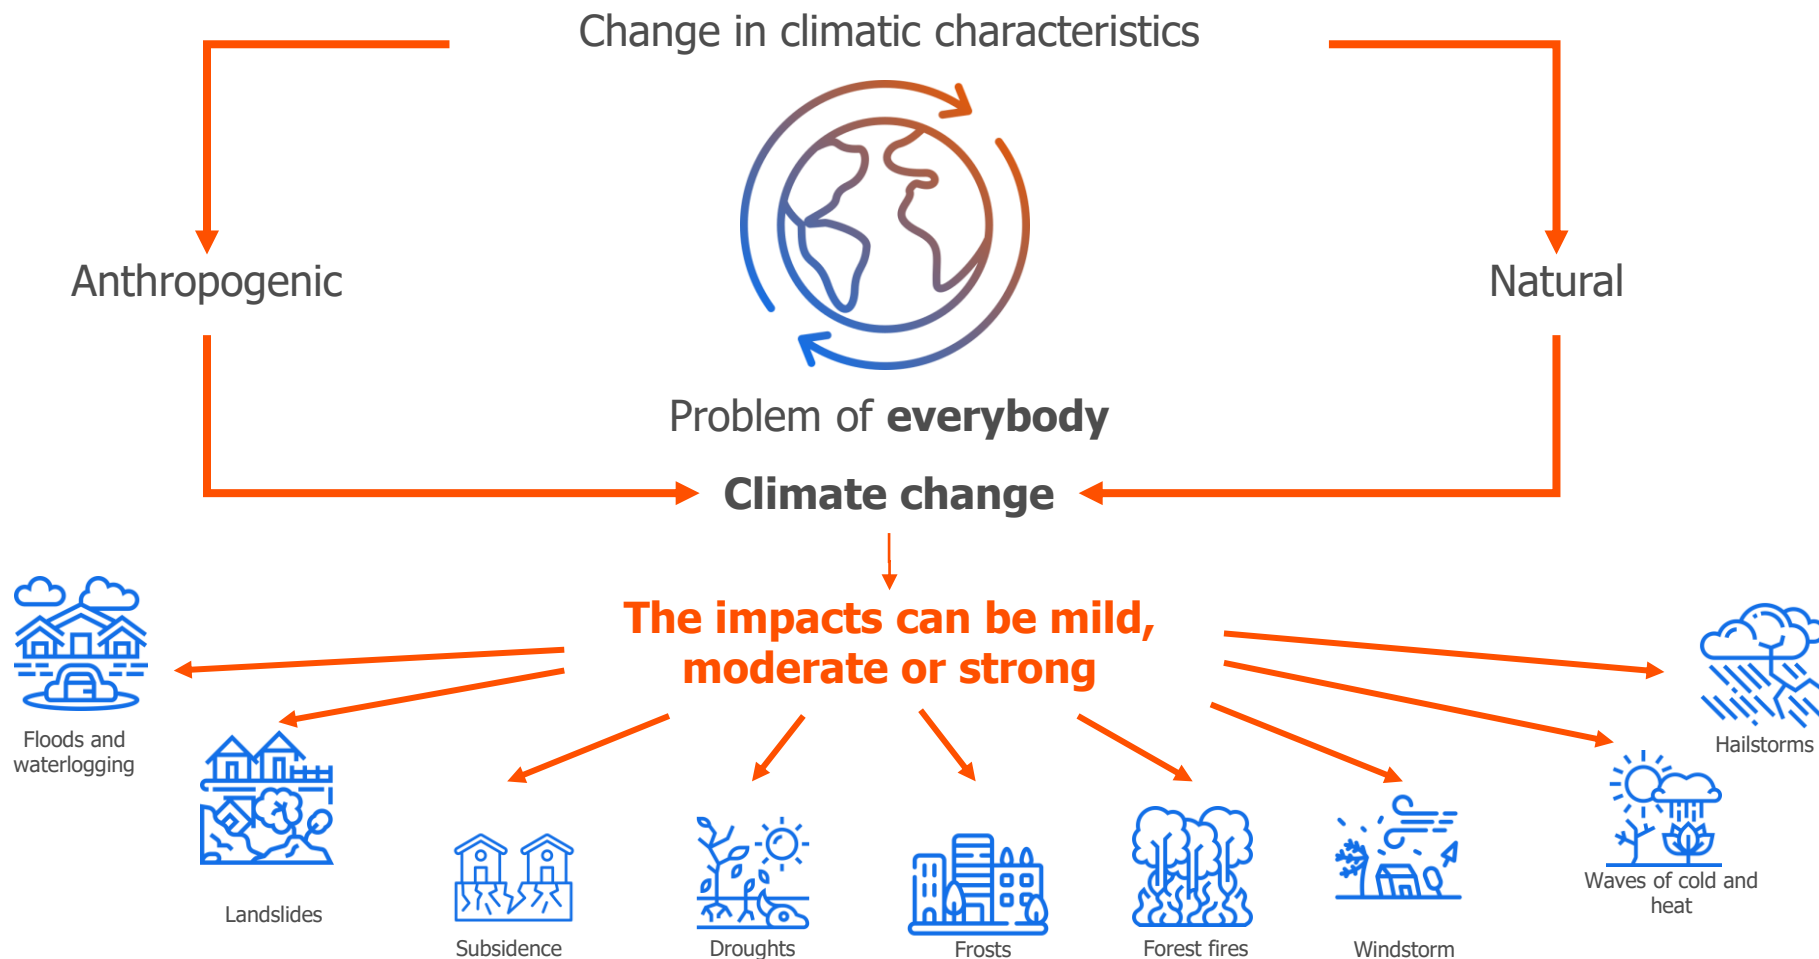 Change in climatic characteristics
Anthropogenic
Natural
Problem of everybody
Climate change
The impacts can be mild,
moderate or strong
Floods and
waterlogging
Landslides
Subsidence
Droughts
Frosts
Forest fires
Windstorm
Waves of cold and
heat
Hailstorms